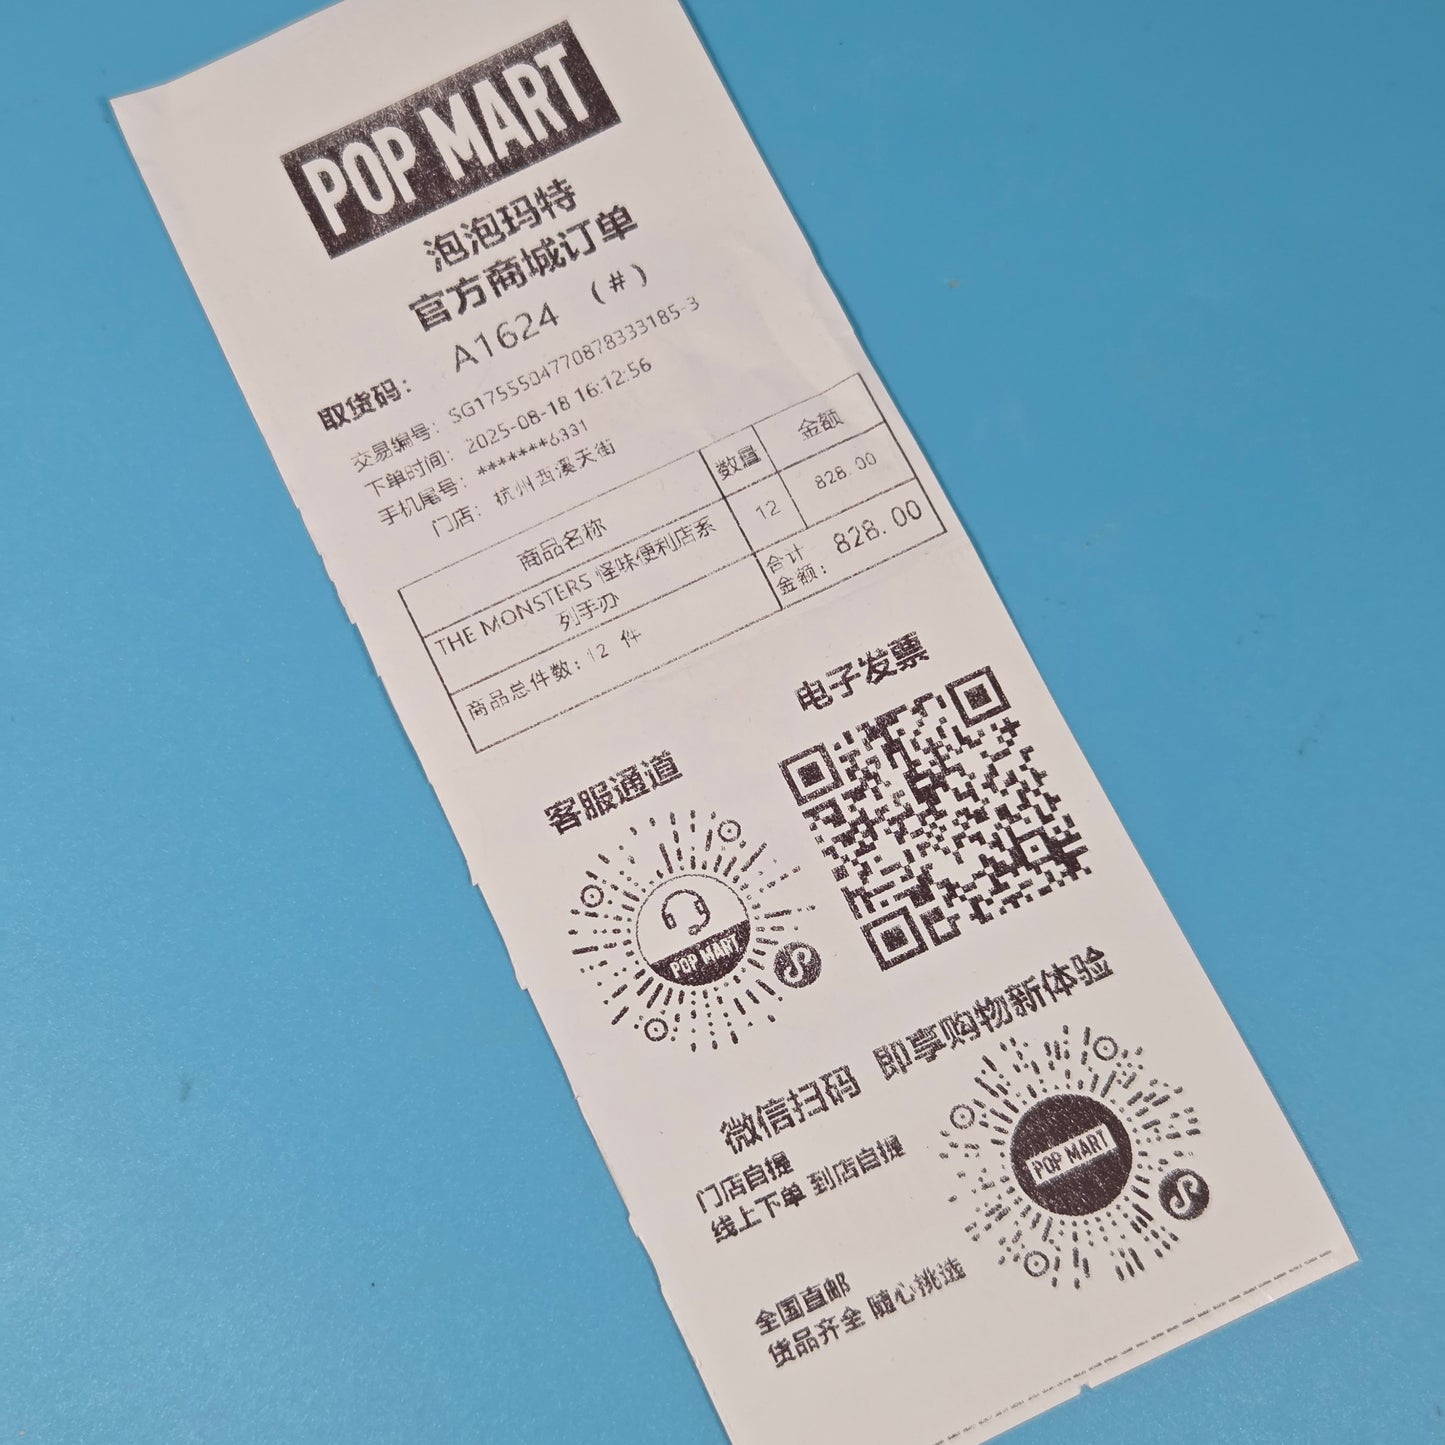 POP MART
泡泡玛特
官方商城订单
取货码： A1624 (#)
交易编号： SG1755504770878333185-3
下单时间： 2025-08-18 16:12:56
手机尾号： *******6331
门店： 杭州西溪天街
商品名称 数量 金额
THE MONSTERS 怪味便利店系 12 828.00
列手办
商品总件数：12 件 合计 828.00
金额：
客服通道 电子发票
POP MART
微信扫码 即享购物新体验
门店自提
线上下单 到店自提
POP MART
全国直邮
货品齐全 随心挑选